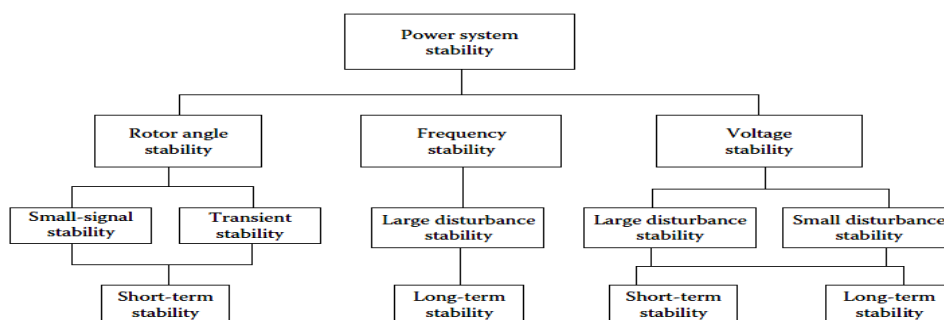 Power system
stability
Rotor angle
stability
Frequency
stability
Voltage
stability
Small-signal
stability
Transient
stability
Large disturbance
stability
Large disturbance
stability
Small disturbance
stability
Short-term
stability
Long-term
stability
Short-term
stability
Long-term
stability